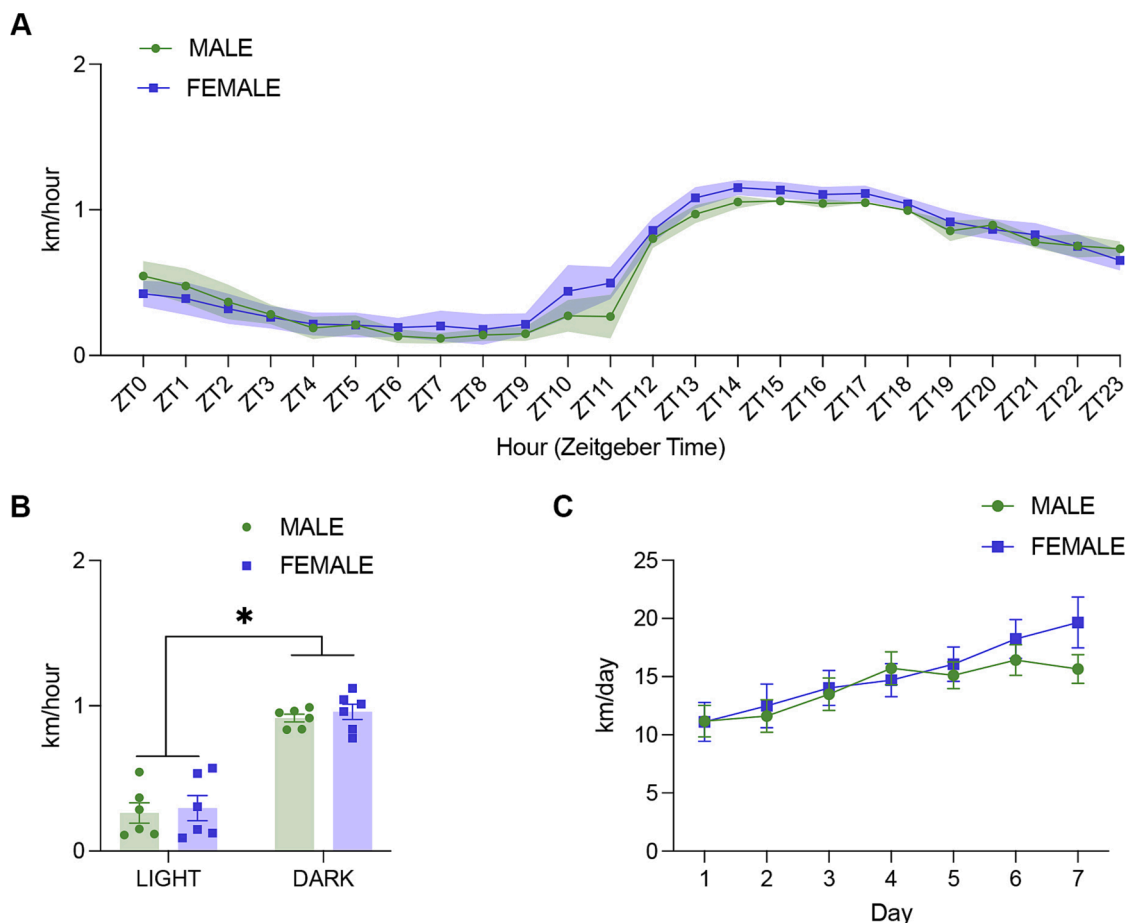 A
MALE
FEMALE
2
1
0
km/hour
ZT0 ZT1 ZT2 ZT3 ZT4 ZT5 ZT6 ZT7 ZT8 ZT9 ZT10 ZT11 ZT12 ZT13 ZT14 ZT15 ZT16 ZT17 ZT18 ZT19 ZT20 ZT21 ZT22 ZT23
Hour (Zeitgeber Time)
B
MALE
FEMALE
2
1
0
km/hour
*
LIGHT DARK
C
MALE
FEMALE
25
20
15
10
5
0
km/day
1 2 3 4 5 6 7
Day